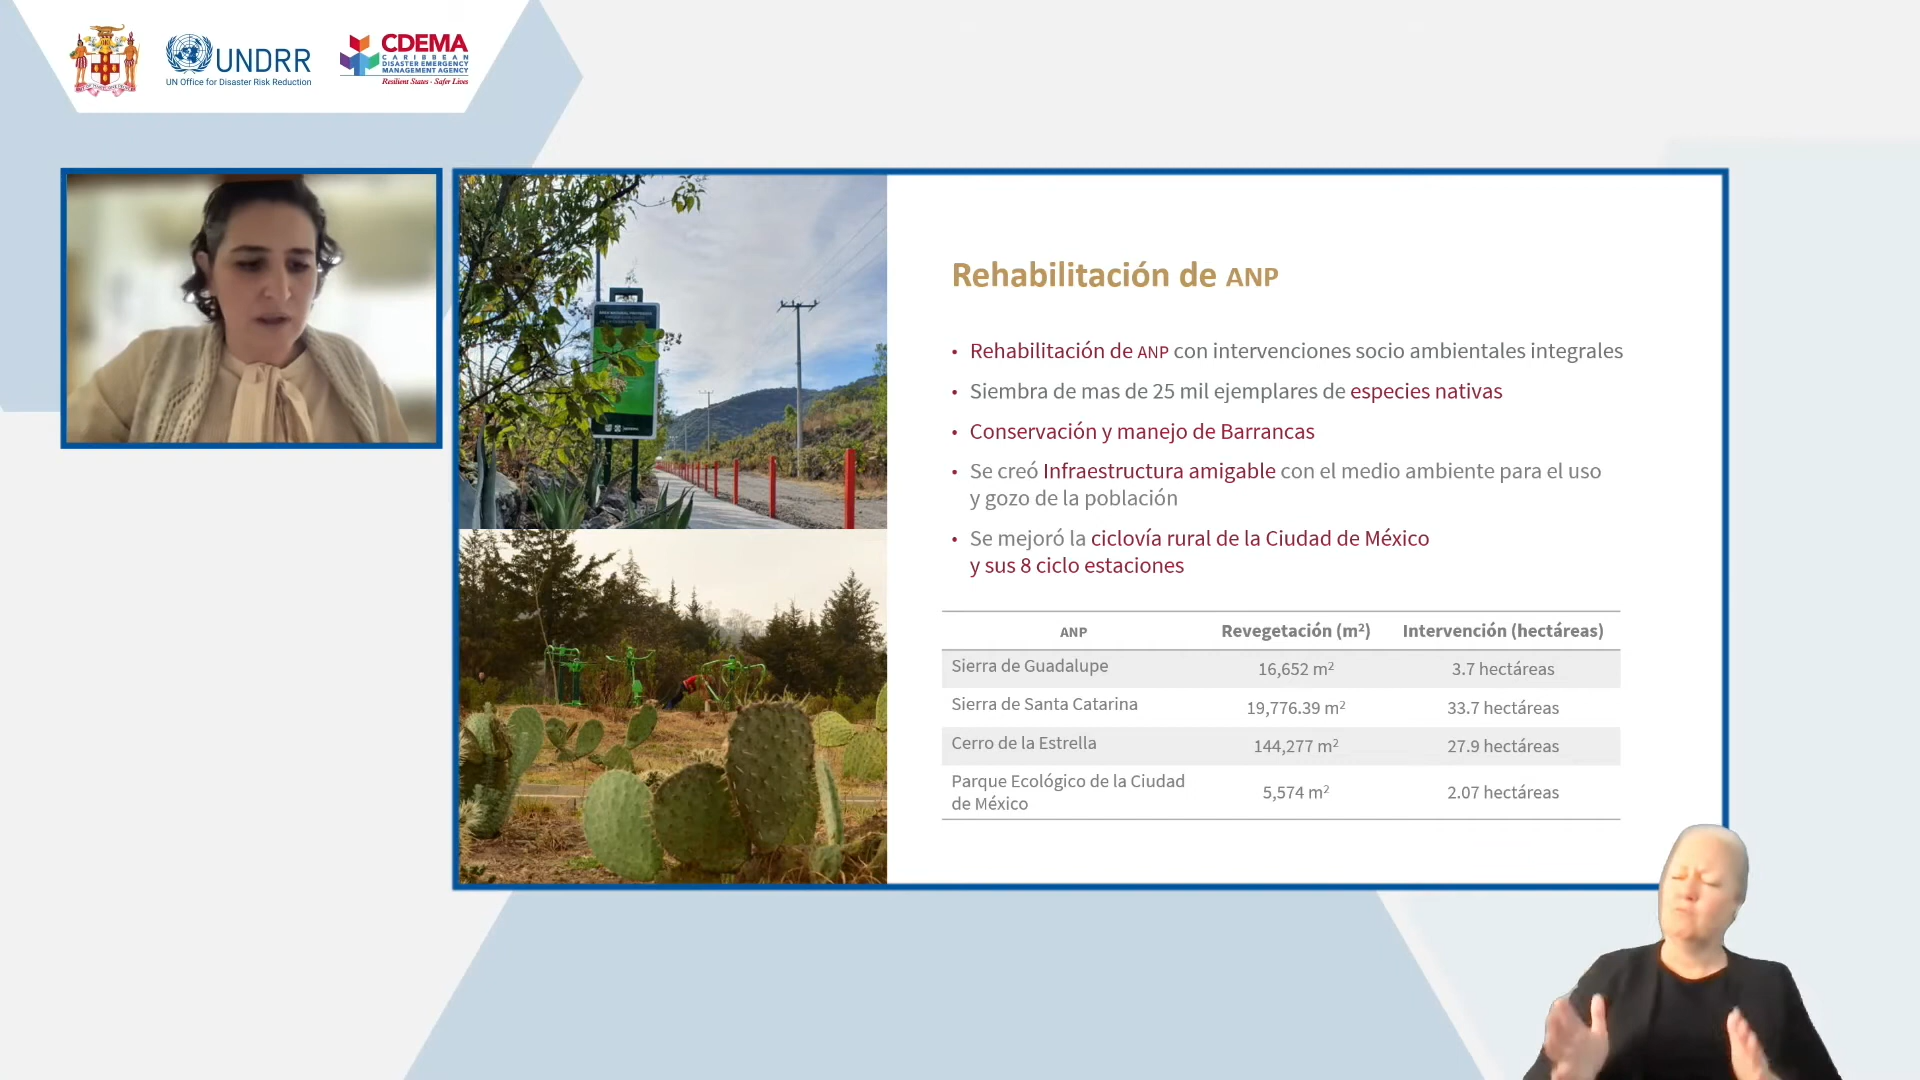 UNDRR
UN Office for Disaster Risk Reduction
CDEMA
CARIBBEAN
DISASTER EMERGENCY
MANAGEMENT AGENCY
Resilient States - Safer Lives
Rehabilitación de ANP
• Rehabilitación de ANP con intervenciones socio ambientales integrales
• Siembra de mas de 25 mil ejemplares de especies nativas
• Conservación y manejo de Barrancas
• Se creó Infraestructura amigable con el medio ambiente para el uso
y gozo de la población
• Se mejoró la ciclovía rural de la Ciudad de México
y sus 8 ciclo estaciones
ANP Revegetación (m²) Intervención (hectáreas)
Sierra de Guadalupe 16,652 m² 3.7 hectáreas
Sierra de Santa Catarina 19,776.39 m² 33.7 hectáreas
Cerro de la Estrella 144,277 m² 27.9 hectáreas
Parque Ecológico de la Ciudad
de México 5,574 m² 2.07 hectáreas